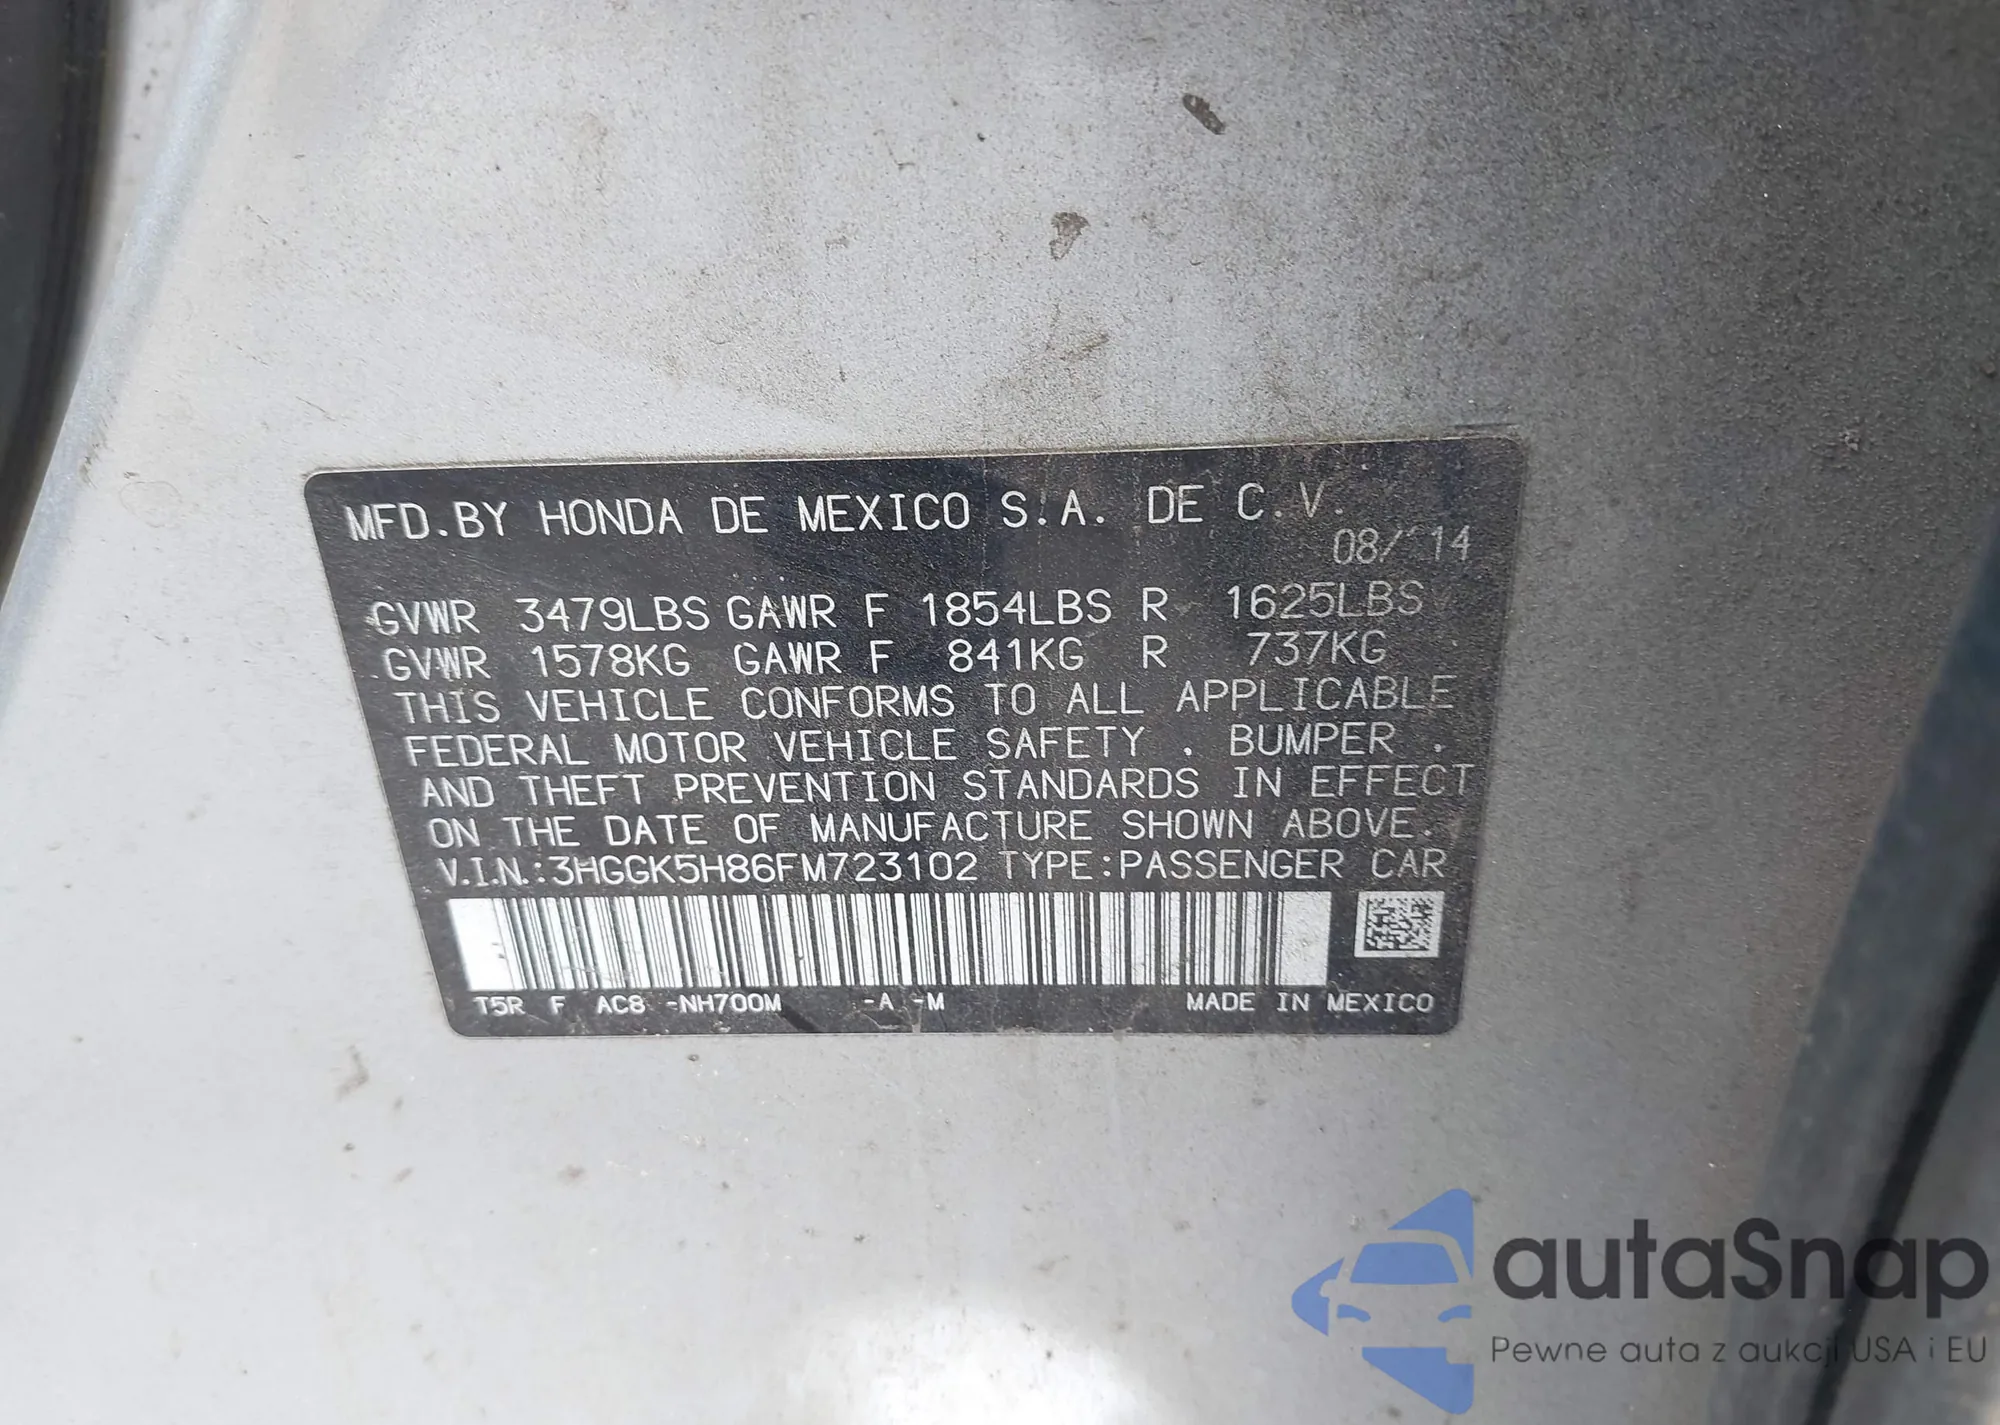 MFD.BY HONDA DE MEXICO S.A. DE C.V.
08/14
GVWR 3479LBS GAWR F 1854LBS R 1625LBS
GVWR 1578KG GAWR F 841KG R 737KG
THIS VEHICLE CONFORMS TO ALL APPLICABLE
FEDERAL MOTOR VEHICLE SAFETY , BUMPER ,
AND THEFT PREVENTION STANDARDS IN EFFECT
ON THE DATE OF MANUFACTURE SHOWN ABOVE.
V.I.N.:3HGGK5H86FM723102 TYPE:PASSENGER CAR
T5R F AC8 -NH700M -A -M MADE IN MEXICO
autaSnap
Pewne auta z aukcji USA i EU